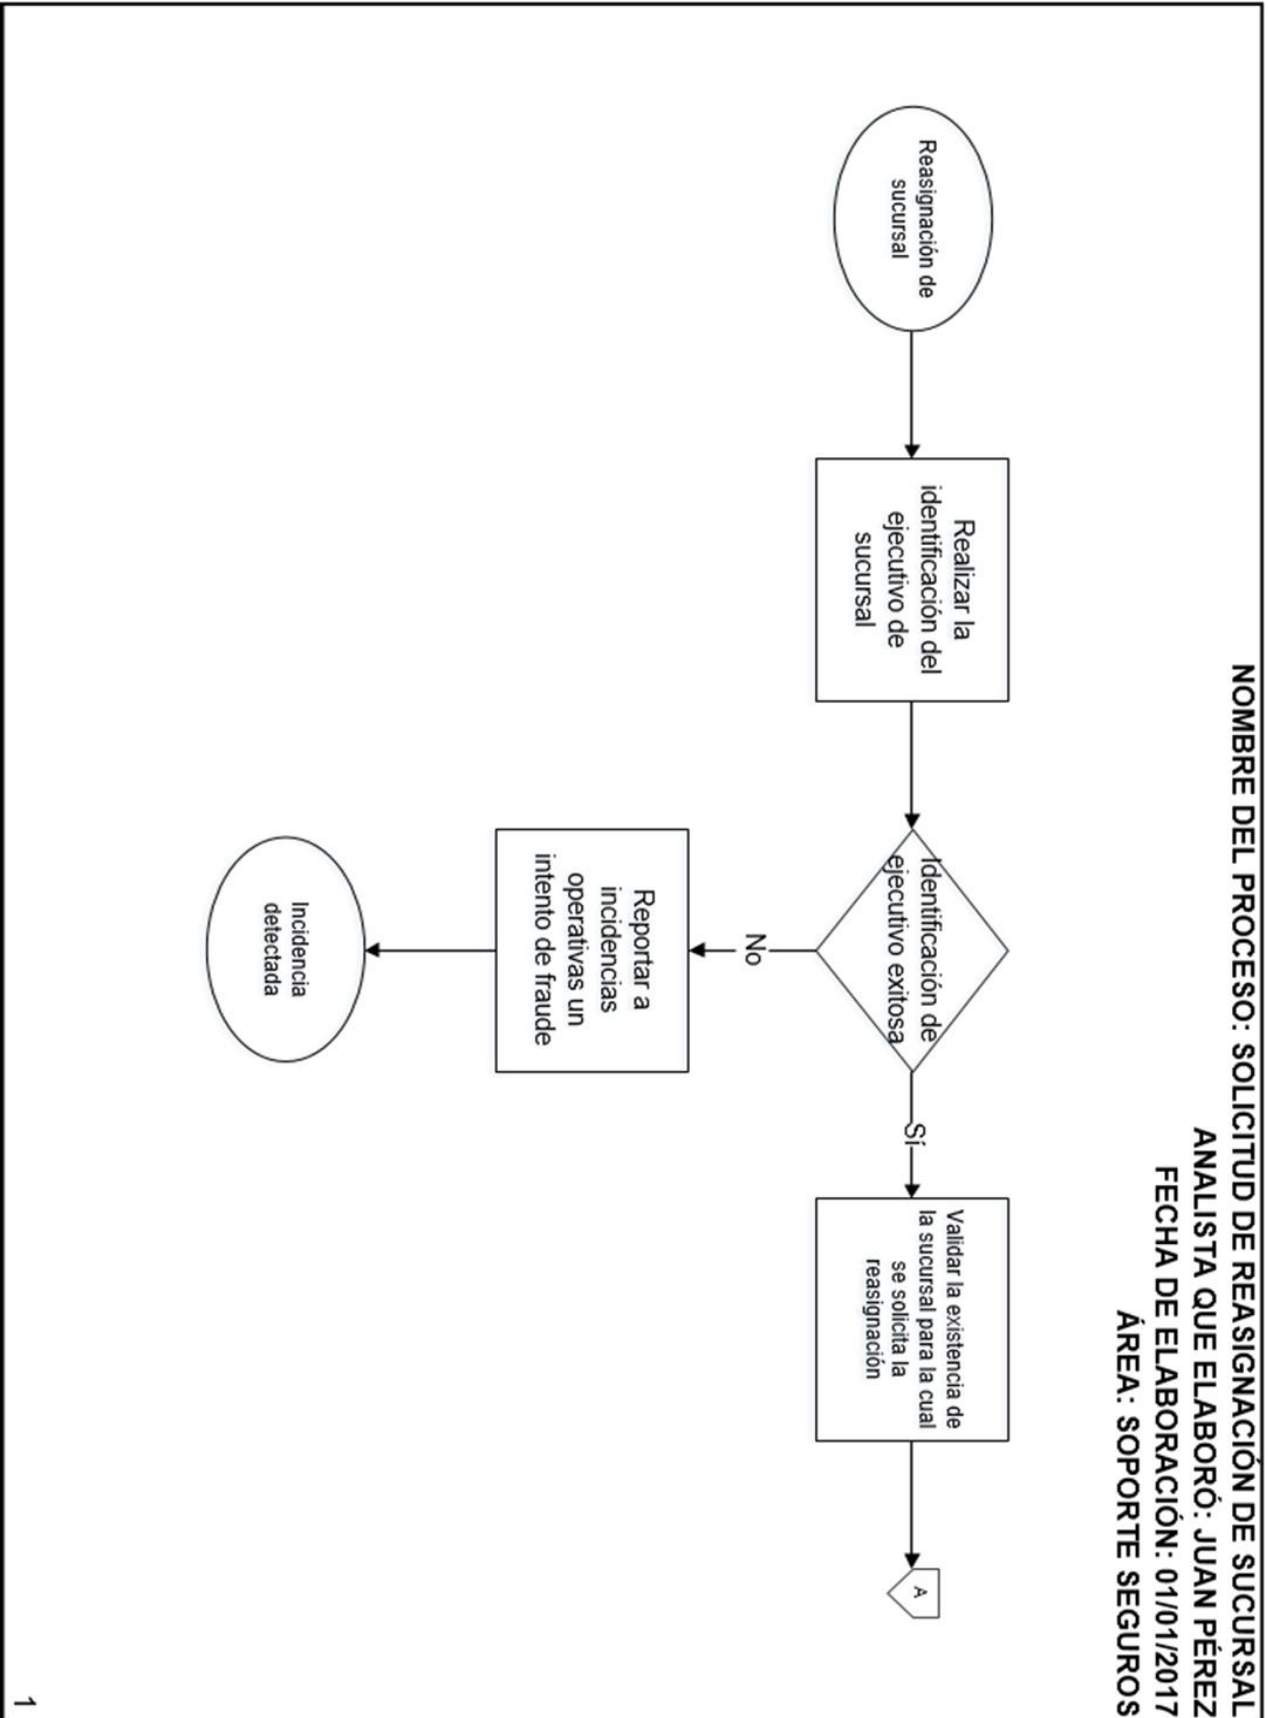 NOMBRE DEL PROCESO: SOLICITUD DE REASIGNACIÓN DE SUCURSAL
ANALISTA QUE ELABORÓ: JUAN PÉREZ
FECHA DE ELABORACIÓN: 01/01/2017
ÁREA: SOPORTE SEGUROS
Reasignación de
sucursal
Realizar la
identificación del
ejecutivo de
sucursal
Identificación de
ejecutivo exitosa
Sí
Validar la existencia de
la sucursal para la cual
se solicita la
reasignación
A
No
Reportar a
incidencias
operativas un
intento de fraude
Incidencia
detectada
1